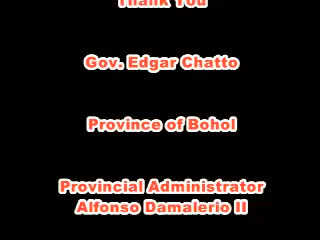 Thank You
Gov. Edgar Chatto
Province of Bohol
Provincial Administrator
Alfonso Damalerio II